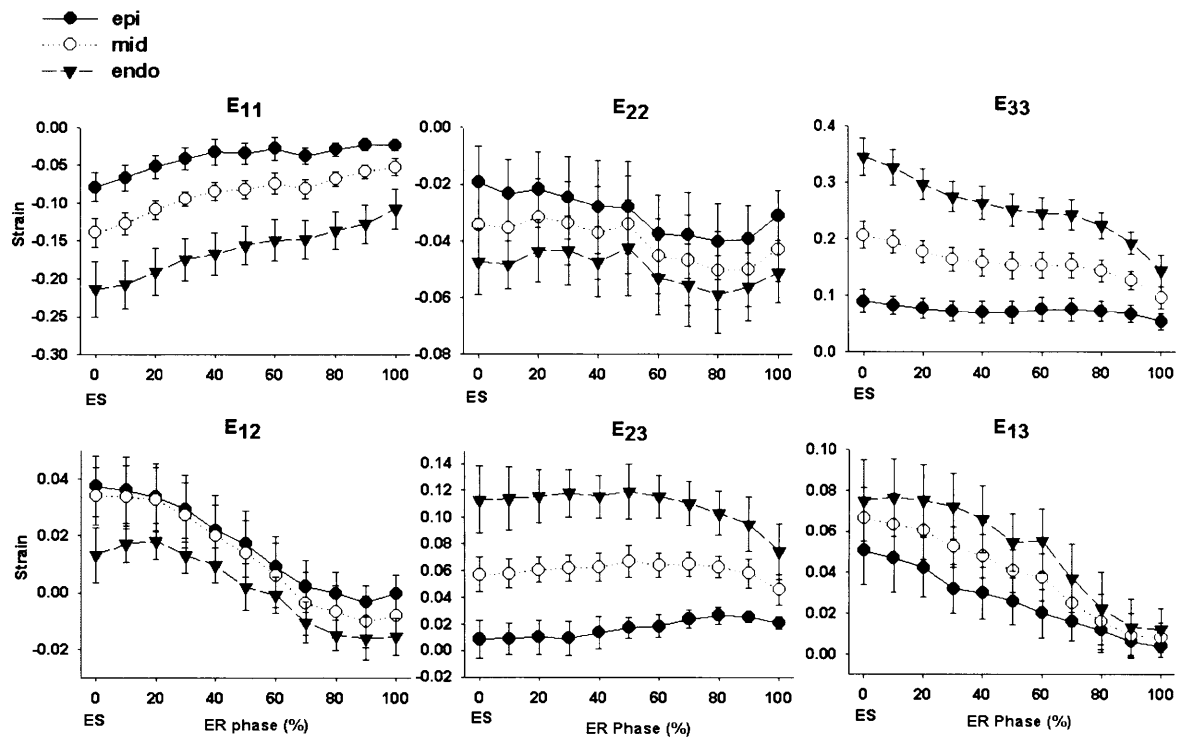 epi
mid
endo
E11
E22
E33
Strain
0.00
-0.05
-0.10
-0.15
-0.20
-0.25
-0.30
0 20 40 60 80 100
ES
0.00
-0.02
-0.04
-0.06
-0.08
0 20 40 60 80 100
ES
0.4
0.3
0.2
0.1
0.0
0 20 40 60 80 100
ES
E12
E23
E13
Strain
0.04
0.02
0.00
-0.02
0 20 40 60 80 100
ES
ER phase (%)
0.14
0.12
0.10
0.08
0.06
0.04
0.02
0.00
-0.02
0 20 40 60 80 100
ES
ER Phase (%)
0.10
0.08
0.06
0.04
0.02
0.00
0 20 40 60 80 100
ES
ER Phase (%)